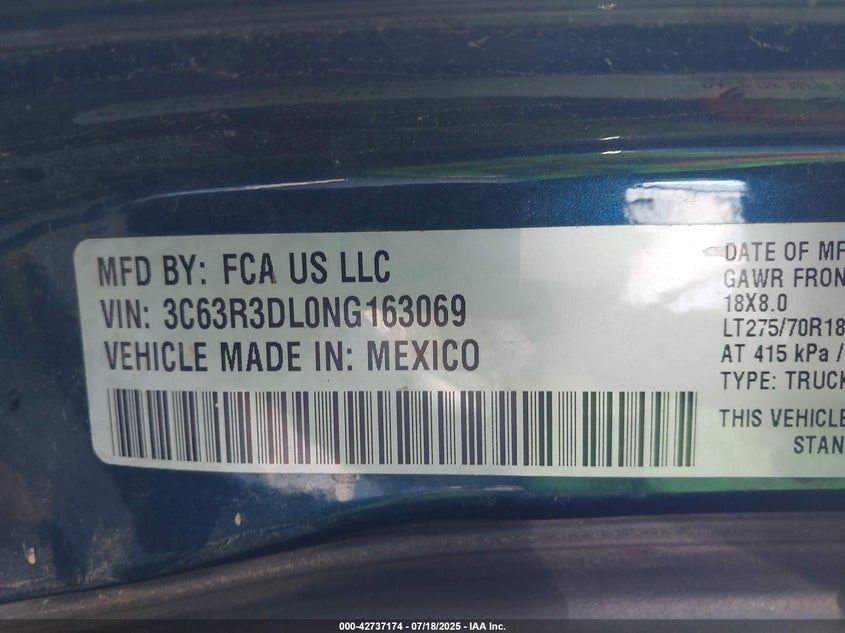 MFD BY: FCA US LLC
VIN: 3C63R3DL0NG163069
VEHICLE MADE IN: MEXICO
DATE OF MF
GAWR FRON
18X8.0
LT275/70R18
AT 415 kPa /
TYPE: TRUCK
THIS VEHICLE
STAN
000-42737174 | 07/18/2025 - IAA Inc.